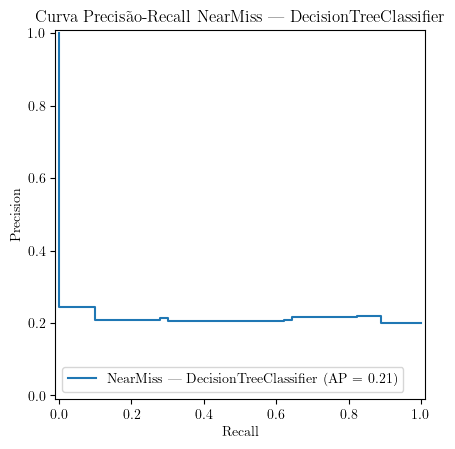 Curva Precisão-Recall NearMiss — DecisionTreeClassifier
1.0
0.8
0.6
0.4
0.2
0.0
Precision
NearMiss — DecisionTreeClassifier (AP = 0.21)
0.0 0.2 0.4 0.6 0.8 1.0
Recall